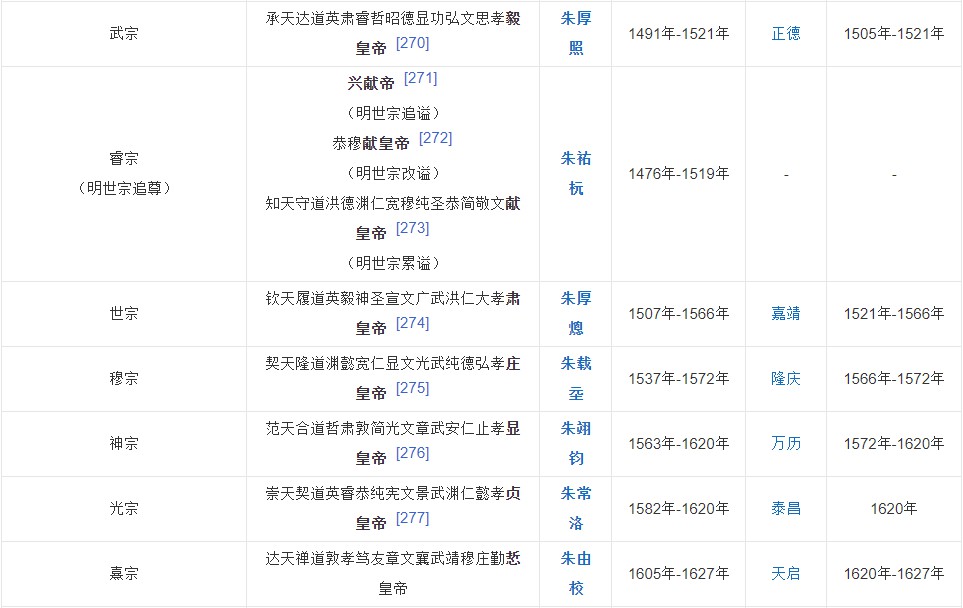 武宗
承天达道英肃睿哲昭德显功弘文思孝毅
皇帝 [270]
朱厚
照
1491年-1521年
正德
1505年-1521年
睿宗
（明世宗追尊）
兴献帝 [271]
（明世宗追谥）
恭穆献皇帝 [272]
（明世宗改谥）
知天守道洪德渊仁宽穆纯圣恭简敬文献
皇帝 [273]
（明世宗累谥）
朱祐
杬
1476年-1519年
-
-
世宗
钦天履道英毅神圣宣文广武洪仁大孝肃
皇帝 [274]
朱厚
熜
1507年-1566年
嘉靖
1521年-1566年
穆宗
契天隆道渊懿宽仁显文光武纯德弘孝庄
皇帝 [275]
朱载
坖
1537年-1572年
隆庆
1566年-1572年
神宗
范天合道哲肃敦简光文章武安仁止孝显
皇帝 [276]
朱翊
钧
1563年-1620年
万历
1572年-1620年
光宗
崇天契道英睿恭纯宪文景武渊仁懿孝贞
皇帝 [277]
朱常
洛
1582年-1620年
泰昌
1620年
熹宗
达天禅道敦孝笃友章文襄武靖穆庄勤悊
皇帝
朱由
校
1605年-1627年
天启
1620年-1627年